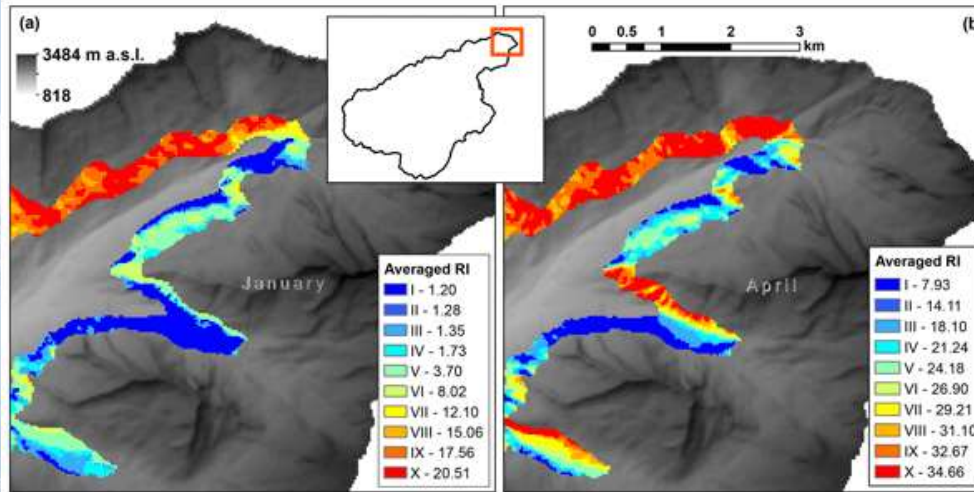 (a)
3484 m a.s.l.
818
January
Averaged RI
I - 1.20
II - 1.28
III - 1.35
IV - 1.73
V - 3.70
VI - 8.02
VII - 12.10
VIII - 15.06
IX - 17.56
X - 20.51
(b)
0 0.5 1 2 3
km
April
Averaged RI
I - 7.93
II - 14.11
III - 18.10
IV - 21.24
V - 24.18
VI - 26.90
VII - 29.21
VIII - 31.10
IX - 32.67
X - 34.66